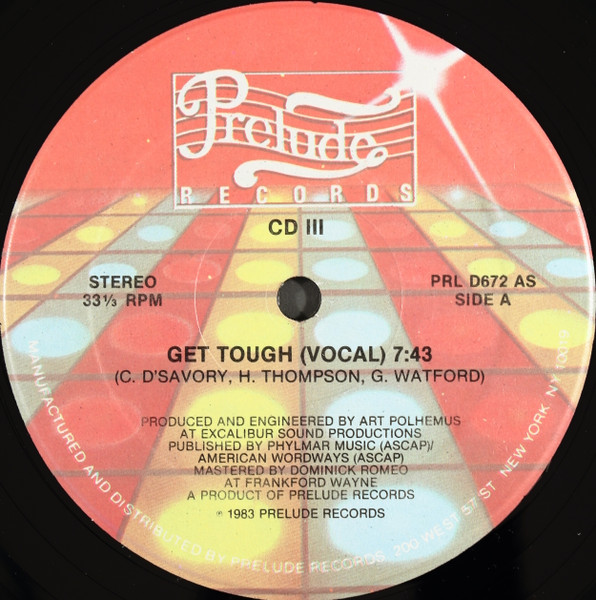 Prelude
RECORDS
CD III
STEREO
33⅓ RPM
PRL D672 AS
SIDE A
GET TOUGH (VOCAL) 7:43
(C. D'SAVORY, H. THOMPSON, G. WATFORD)
PRODUCED AND ENGINEERED BY ART POLHEMUS
AT EXCALIBUR SOUND PRODUCTIONS
PUBLISHED BY PHYLMAR MUSIC (ASCAP)/
AMERICAN WORDWAYS (ASCAP)
MASTERED BY DOMINICK ROMEO
AT FRANKFORD WAYNE
A PRODUCT OF PRELUDE RECORDS
℗ 1983 PRELUDE RECORDS
MANUFACTURED AND DISTRIBUTED BY PRELUDE RECORDS 200 WEST 57 ST NEW YORK NY 10019